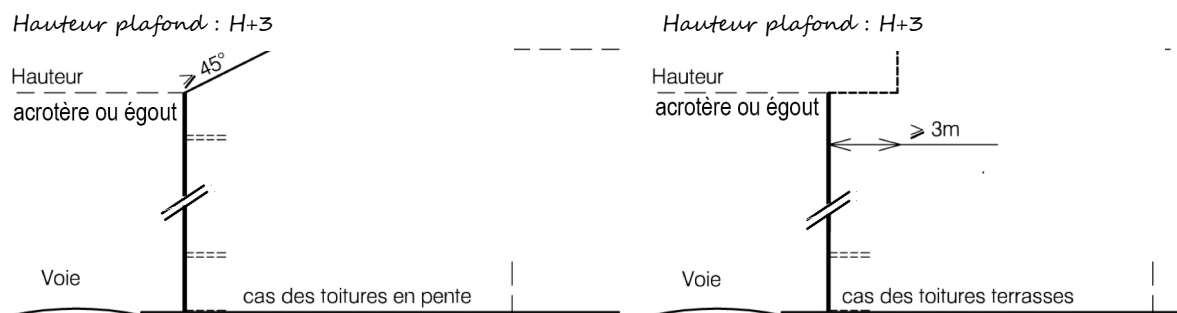 Hauteur plafond : H+3
Hauteur
acrotère ou égout
⩾ 45°
Voie
cas des toitures en pente
Hauteur plafond : H+3
Hauteur
acrotère ou égout
⩾ 3m
Voie
cas des toitures terrasses